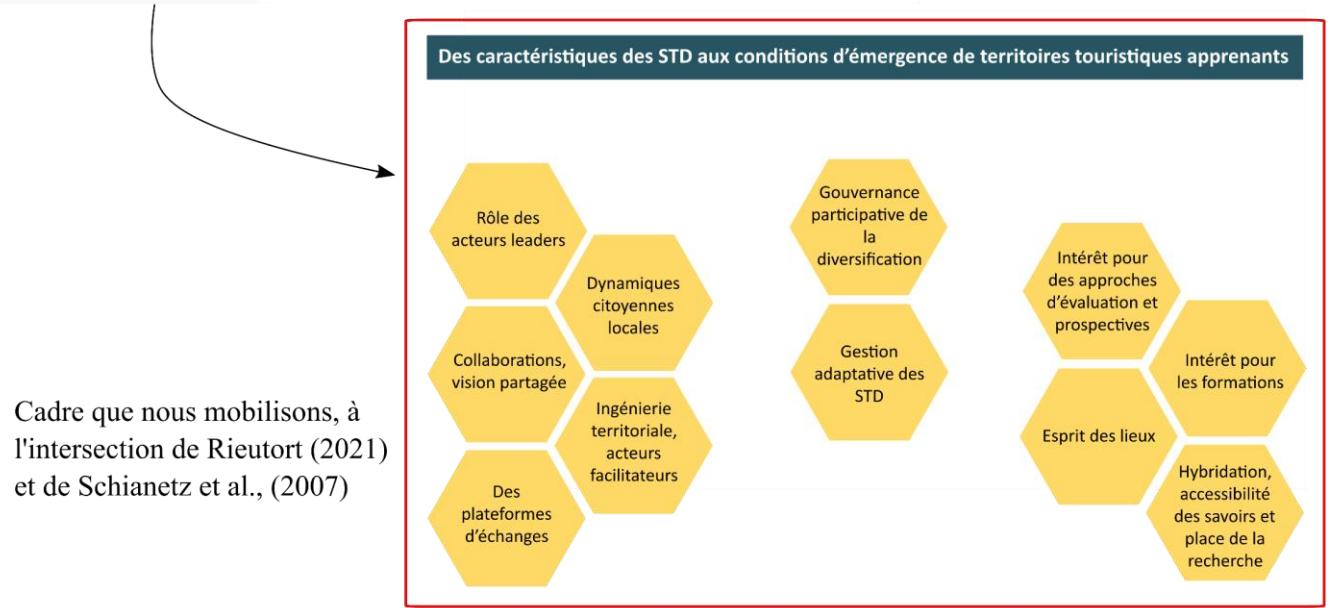 Des caractéristiques des STD aux conditions d’émergence de territoires touristiques apprenants
Rôle des
acteurs leaders
Dynamiques
citoyennes
locales
Collaborations,
vision partagée
Ingénierie
territoriale,
acteurs
facilitateurs
Des
plateformes
d’échanges
Gouvernance
participative de
la
diversification
Gestion
adaptative des
STD
Intérêt pour
des approches
d’évaluation et
prospectives
Intérêt pour
les formations
Esprit des lieux
Hybridation,
accessibilité
des savoirs et
place de la
recherche
Cadre que nous mobilisons, à
l'intersection de Rieutort (2021)
et de Schianetz et al., (2007)